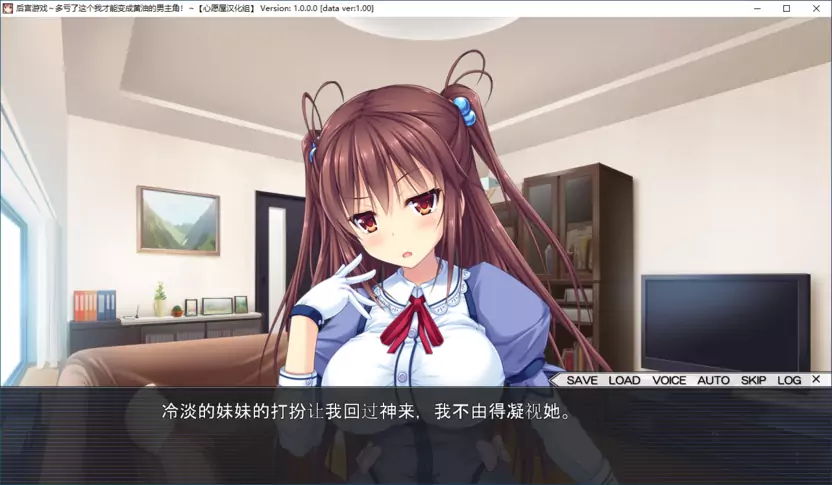 后宫游戏～多亏了这个我才能变成黄油的男主角！～【心愿屋汉化组】 Version: 1.0.0.0 [data ver:1.00]
SAVE LOAD VOICE AUTO SKIP LOG ×
冷淡的妹妹的打扮让我回过神来，我不由得凝视她。